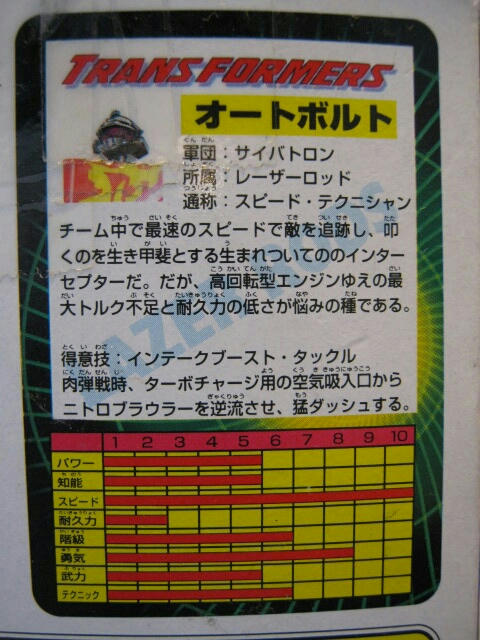 TRANSFORMERS
オートボルト
軍団：サイバトロン
所属：レーザーロッド
通称：スピード・テクニシャン
チーム中で最速のスピードで敵を追跡し、叩
くのを生き甲斐とする生まれついてののインター
セプターだ。だが、高回転型エンジンゆえの最
大トルク不足と耐久力の低さが悩みの種である。
得意技：インテークブースト・タックル
肉弾戦時、ターボチャージ用の空気吸入口から
ニトロブラウラーを逆流させ、猛ダッシュする。
LAZER RODS
1 2 3 4 5 6 7 8 9 10
パワー
知能
スピード
耐久力
階級
勇気
武力
テクニック